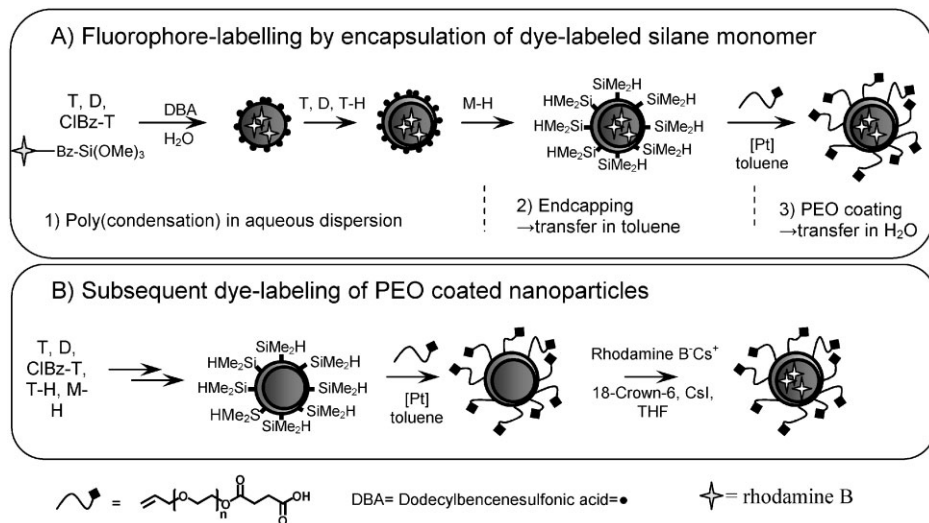 A) Fluorophore-labelling by encapsulation of dye-labeled silane monomer
T, D,
ClBz-T
Bz-Si(OMe)3
DBA
H2O
T, D, T-H
M-H
SiMe2H
HMe2Si SiMe2H
HMe2Si SiMe2H
HMe2Si SiMe2H
SiMe2H
[Pt]
toluene
1) Poly(condensation) in aqueous dispersion
2) Endcapping
→transfer in toluene
3) PEO coating
→transfer in H2O
B) Subsequent dye-labeling of PEO coated nanoparticles
T, D,
ClBz-T,
T-H, M-
H
SiMe2H
HMe2Si SiMe2H
HMe2Si SiMe2H
HMe2S SiMe2H
SiMe2H
[Pt]
toluene
Rhodamine B-Cs+
18-Crown-6, CsI,
THF
= O n O O OH O
DBA= Dodecylbencenesulfonic acid=●
= rhodamine B